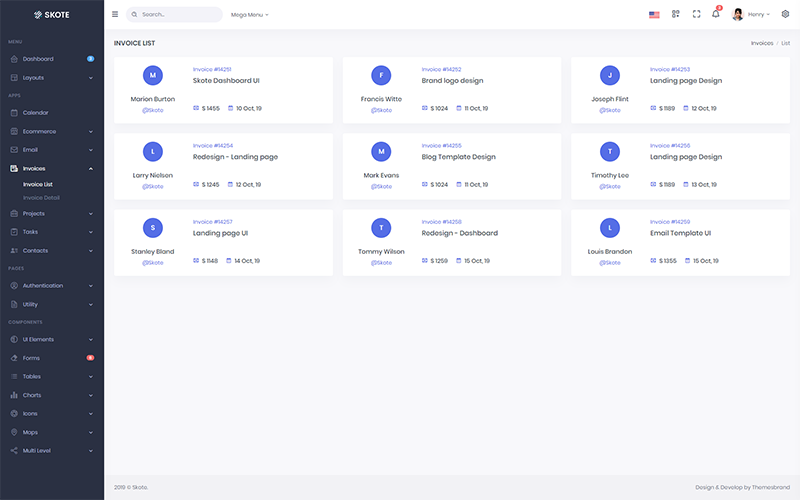 SKOTE
Search...
Mega Menu
3
Henry
MENU
Dashboard
Layouts
APPS
Calendar
Ecommerce
Email
Invoices
Invoice List
Invoice Detail
Projects
Tasks
Contacts
PAGES
Authentication
Utility
COMPONENTS
UI Elements
Forms
Tables
Charts
Icons
Maps
Multi Level
INVOICE LIST
Invoices / List
M
Marion Burton
@Skote
Invoice #14251
Skote Dashboard UI
$ 1455 10 Oct, 19
F
Francis Witte
@Skote
Invoice #14252
Brand logo design
$ 1024 11 Oct, 19
J
Joseph Flint
@Skote
Invoice #14253
Landing page Design
$ 1189 12 Oct, 19
L
Larry Nielsen
@Skote
Invoice #14254
Redesign - Landing page
$ 1245 12 Oct, 19
M
Mark Evans
@Skote
Invoice #14255
Blog Template Design
$ 1024 11 Oct, 19
T
Timothy Lee
@Skote
Invoice #14256
Landing page Design
$ 1189 13 Oct, 19
S
Stanley Bland
@Skote
Invoice #14257
Landing page UI
$ 1148 14 Oct, 19
T
Tommy Wilson
@Skote
Invoice #14258
Redesign - Dashboard
$ 1259 15 Oct, 19
L
Louis Brandon
@Skote
Invoice #14259
Email Template UI
$ 1355 15 Oct, 19
2019 © Skote.
Design & Develop by Themesbrand